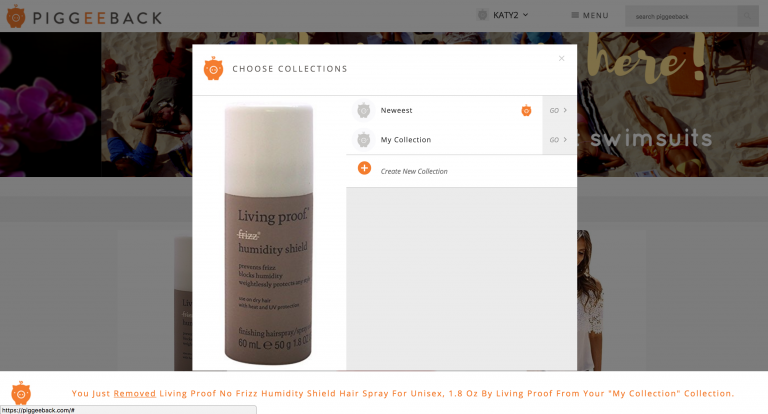 PIGGEEBACK
KATY2
MENU
search piggeeback
here!
swimsuits
CHOOSE COLLECTIONS
×
Neweest
GO >
My Collection
GO >
Create New Collection
Living proof.
frizz
humidity shield
prevents frizz
blocks humidity
weightlessly protects any style
use on dry hair
with heat and UV protection
finishing hairspray/spray
60 mL e 50 g 1.8 oz
You Just Removed Living Proof No Frizz Humidity Shield Hair Spray For Unisex, 1.8 Oz By Living Proof From Your "My Collection" Collection.
https://piggeeback.com/#